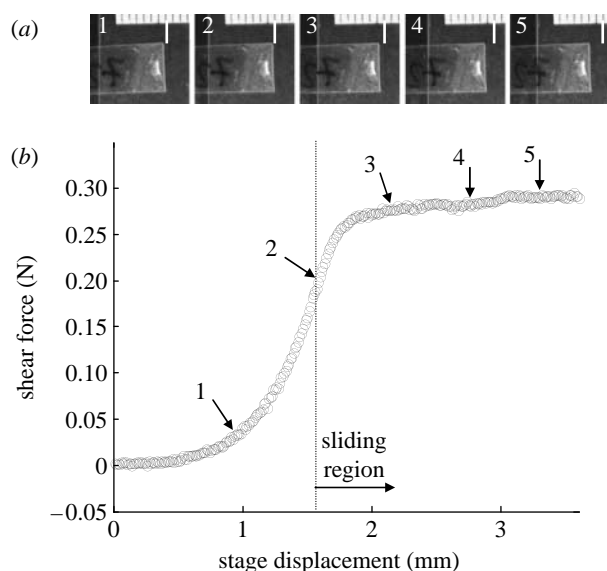 (a)
1 2 3 4 5
(b)
0.30
0.25
0.20
0.15
0.10
0.05
0
–0.05
shear force (N)
1
2
3
4
5
sliding
region
0 1 2 3
stage displacement (mm)